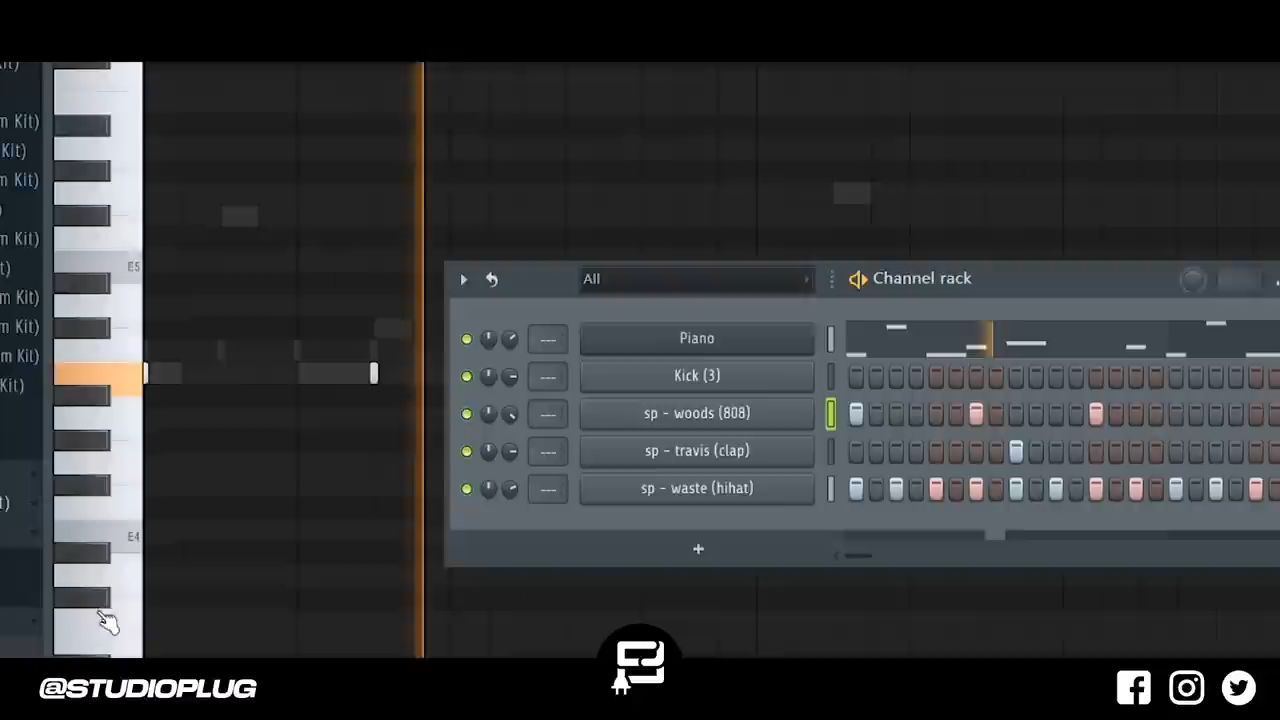 m Kit)
Kit)
m Kit)
m Kit)
t)
m Kit)
m Kit)
m Kit)
Kit)
t)
E5
E4
All
Channel rack
Piano
Kick (3)
sp - woods (808)
sp - travis (clap)
sp - waste (hihat)
+
@STUDIOPLUG